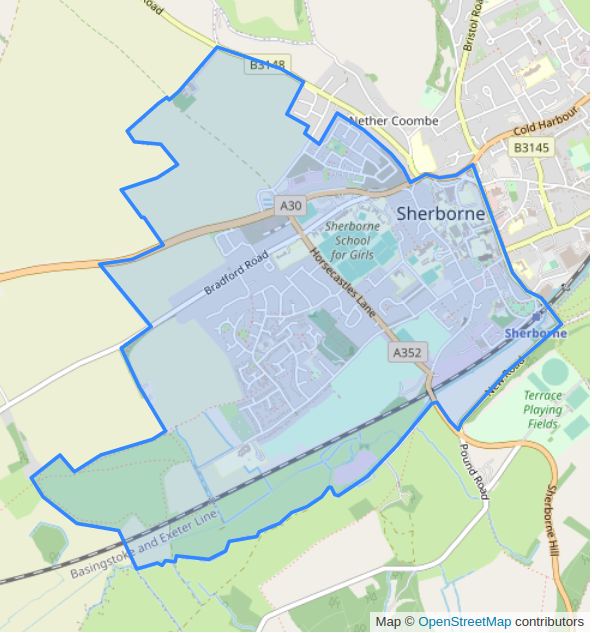 Road
Bristol Roa
B3148
Nether Coombe
Cold Harbour
B3145
A30
Sherborne
Sherborne
School
for Girls
Bradford Road
Horsecastles Lane
Sherborne
A352
New Road
Terrace
Playing
Fields
Pound Road
Sherborne Hill
Basingstoke and Exeter Line
Map © OpenStreetMap contributors